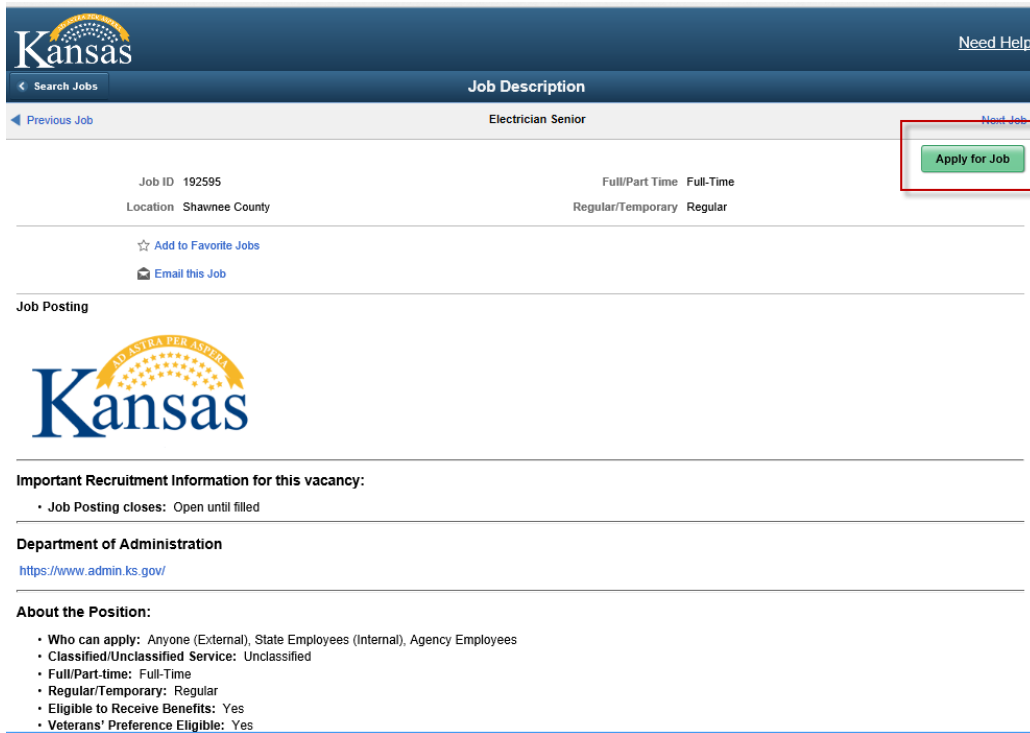 AD ASTRA PER ASPERA
Kansas
Need Help
Search Jobs
Job Description
Previous Job
Electrician Senior
Next Job
Apply for Job
Job ID 192595
Full/Part Time Full-Time
Location Shawnee County
Regular/Temporary Regular
Add to Favorite Jobs
Email this Job
Job Posting
AD ASTRA PER ASPERA
Kansas
Important Recruitment Information for this vacancy:
• Job Posting closes: Open until filled
Department of Administration
https://www.admin.ks.gov/
About the Position:
• Who can apply: Anyone (External), State Employees (Internal), Agency Employees
• Classified/Unclassified Service: Unclassified
• Full/Part-time: Full-Time
• Regular/Temporary: Regular
• Eligible to Receive Benefits: Yes
• Veterans' Preference Eligible: Yes